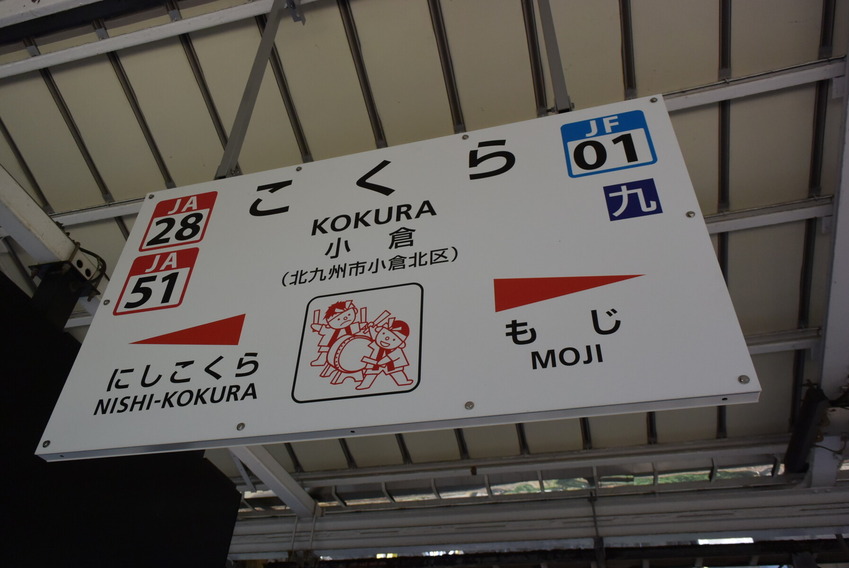 JA
28
JA
51
こくら
KOKURA
小倉
(北九州市小倉北区)
JF
01
九
にしこくら
NISHI-KOKURA
もじ
MOJI